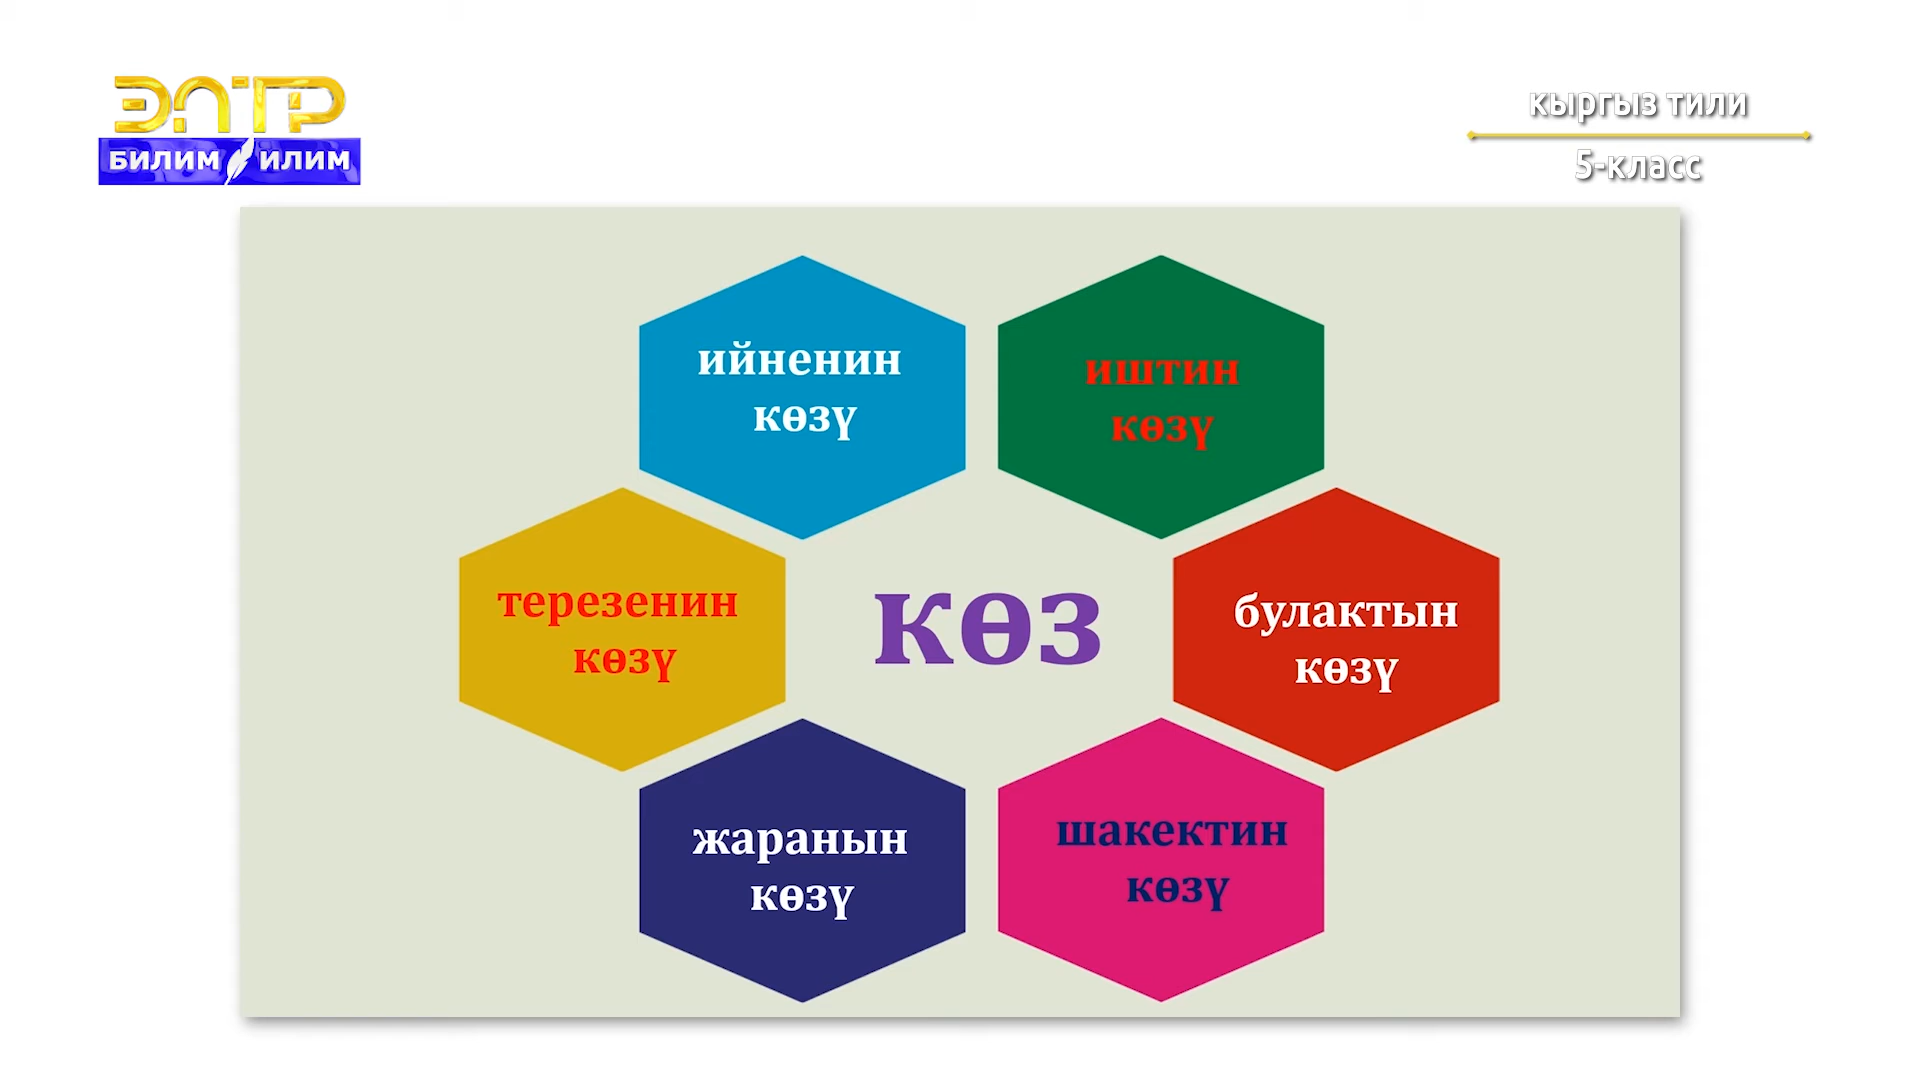 ЭЛТР
БИЛИМ ИЛИМ
кыргыз тили
5-класс
ийненин
көзү
иштин
көзү
терезенин
көзү
көз
булактын
көзү
жаранын
көзү
шакектин
көзү